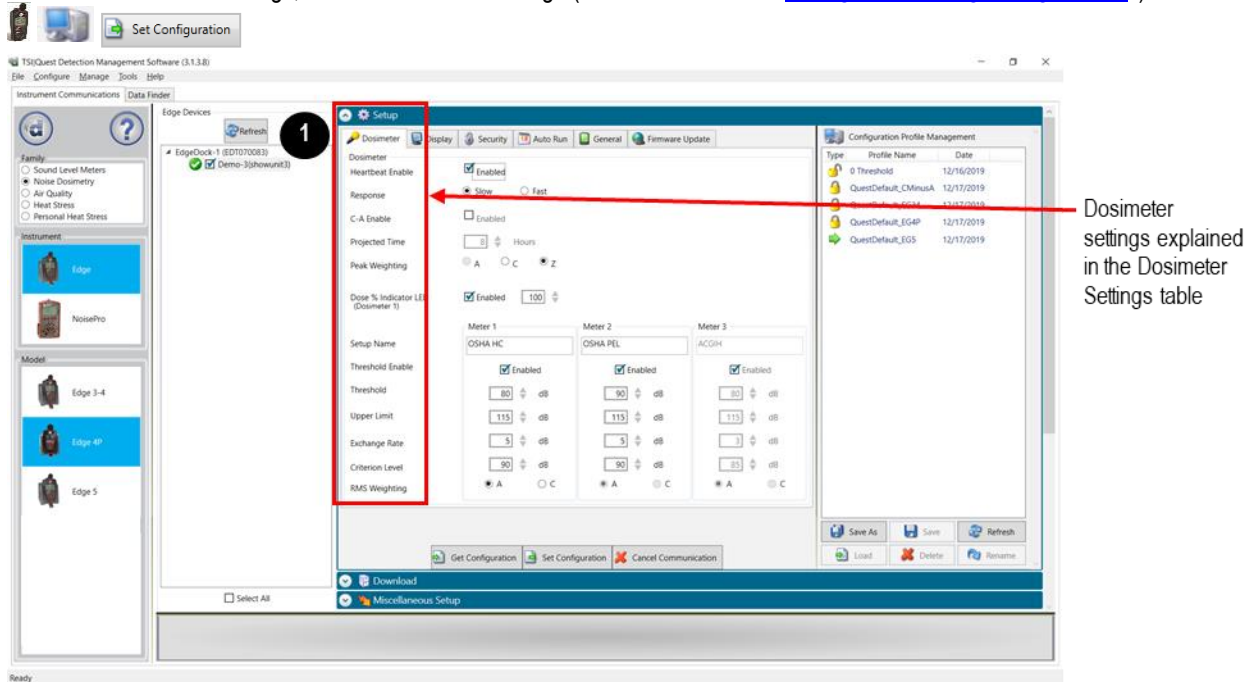 Set Configuration
TSI|Quest Detection Management Software (3.1.3.8)
File Configure Manage Tools Help
Instrument Communications Data Finder
Family
Sound Level Meters
Noise Dosimetry
Air Quality
Heat Stress
Personal Heat Stress
Instrument
Edge
NoisePro
Model
Edge 3-4
Edge 4P
Edge 5
Edge Devices
Refresh
EdgeDock-1 (EDT070083)
Demo-3(showunit3)
Select All
1
Setup
Dosimeter Display Security Auto Run General Firmware Update
Dosimeter
Heartbeat Enable Enabled
Response Slow Fast
C-A Enable Enabled
Projected Time 8 Hours
Peak Weighting A C Z
Dose % Indicator LE Enabled 100
(Dosimeter 1)
Meter 1 Meter 2 Meter 3
Setup Name OSHA HC OSHA PEL ACGIH
Threshold Enable Enabled Enabled Enabled
Threshold 80 dB 90 dB 80 dB
Upper Limit 115 dB 115 dB 115 dB
Exchange Rate 5 dB 5 dB 3 dB
Criterion Level 90 dB 90 dB 85 dB
RMS Weighting A C A C A C
Get Configuration Set Configuration Cancel Communication
Download
Miscellaneous Setup
Configuration Profile Management
Type Profile Name Date
0 Threshold 12/16/2019
QuestDefault_CMinusA 12/17/2019
12/17/2019
QuestDefault_EG4P 12/17/2019
QuestDefault_EG5 12/17/2019
Save As Save Refresh
Load Delete Rename
Dosimeter
settings explained
in the Dosimeter
Settings table
Ready